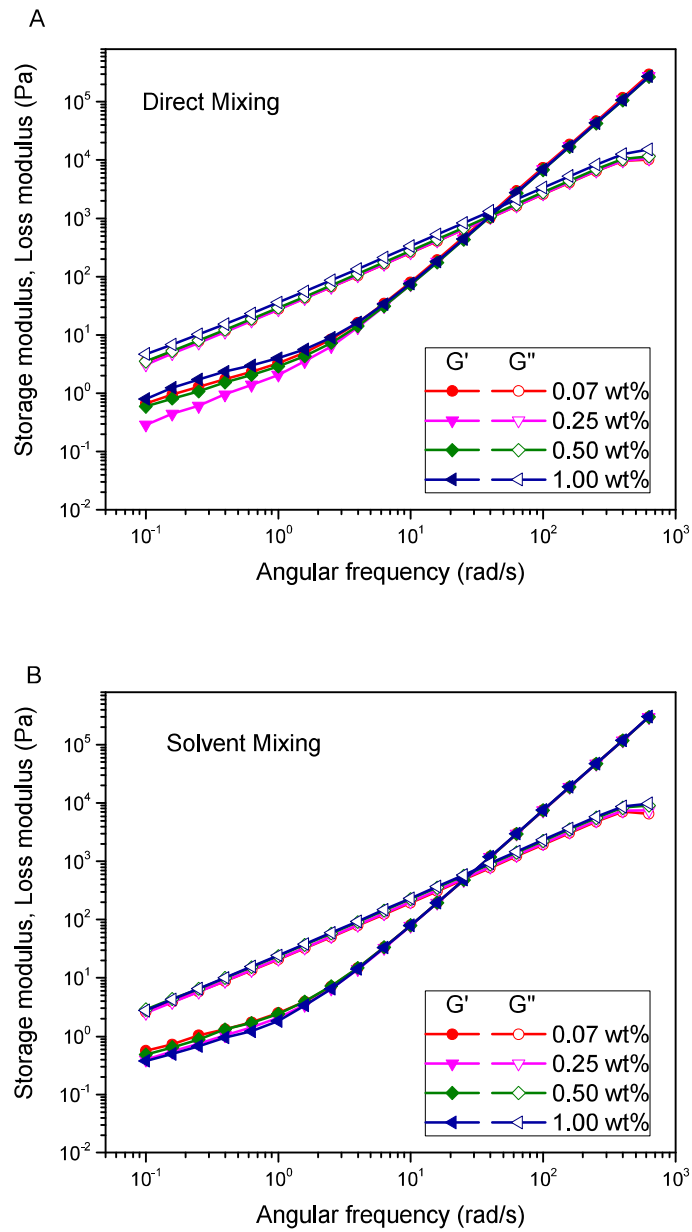 A
Direct Mixing
Storage modulus, Loss modulus (Pa)
10^5
10^4
10^3
10^2
10^1
10^0
10^-1
10^-2
G' G"
0.07 wt%
0.25 wt%
0.50 wt%
1.00 wt%
10^-1 10^0 10^1 10^2 10^3
Angular frequency (rad/s)
B
Solvent Mixing
Storage modulus, Loss modulus (Pa)
10^5
10^4
10^3
10^2
10^1
10^0
10^-1
10^-2
G' G"
0.07 wt%
0.25 wt%
0.50 wt%
1.00 wt%
10^-1 10^0 10^1 10^2 10^3
Angular frequency (rad/s)